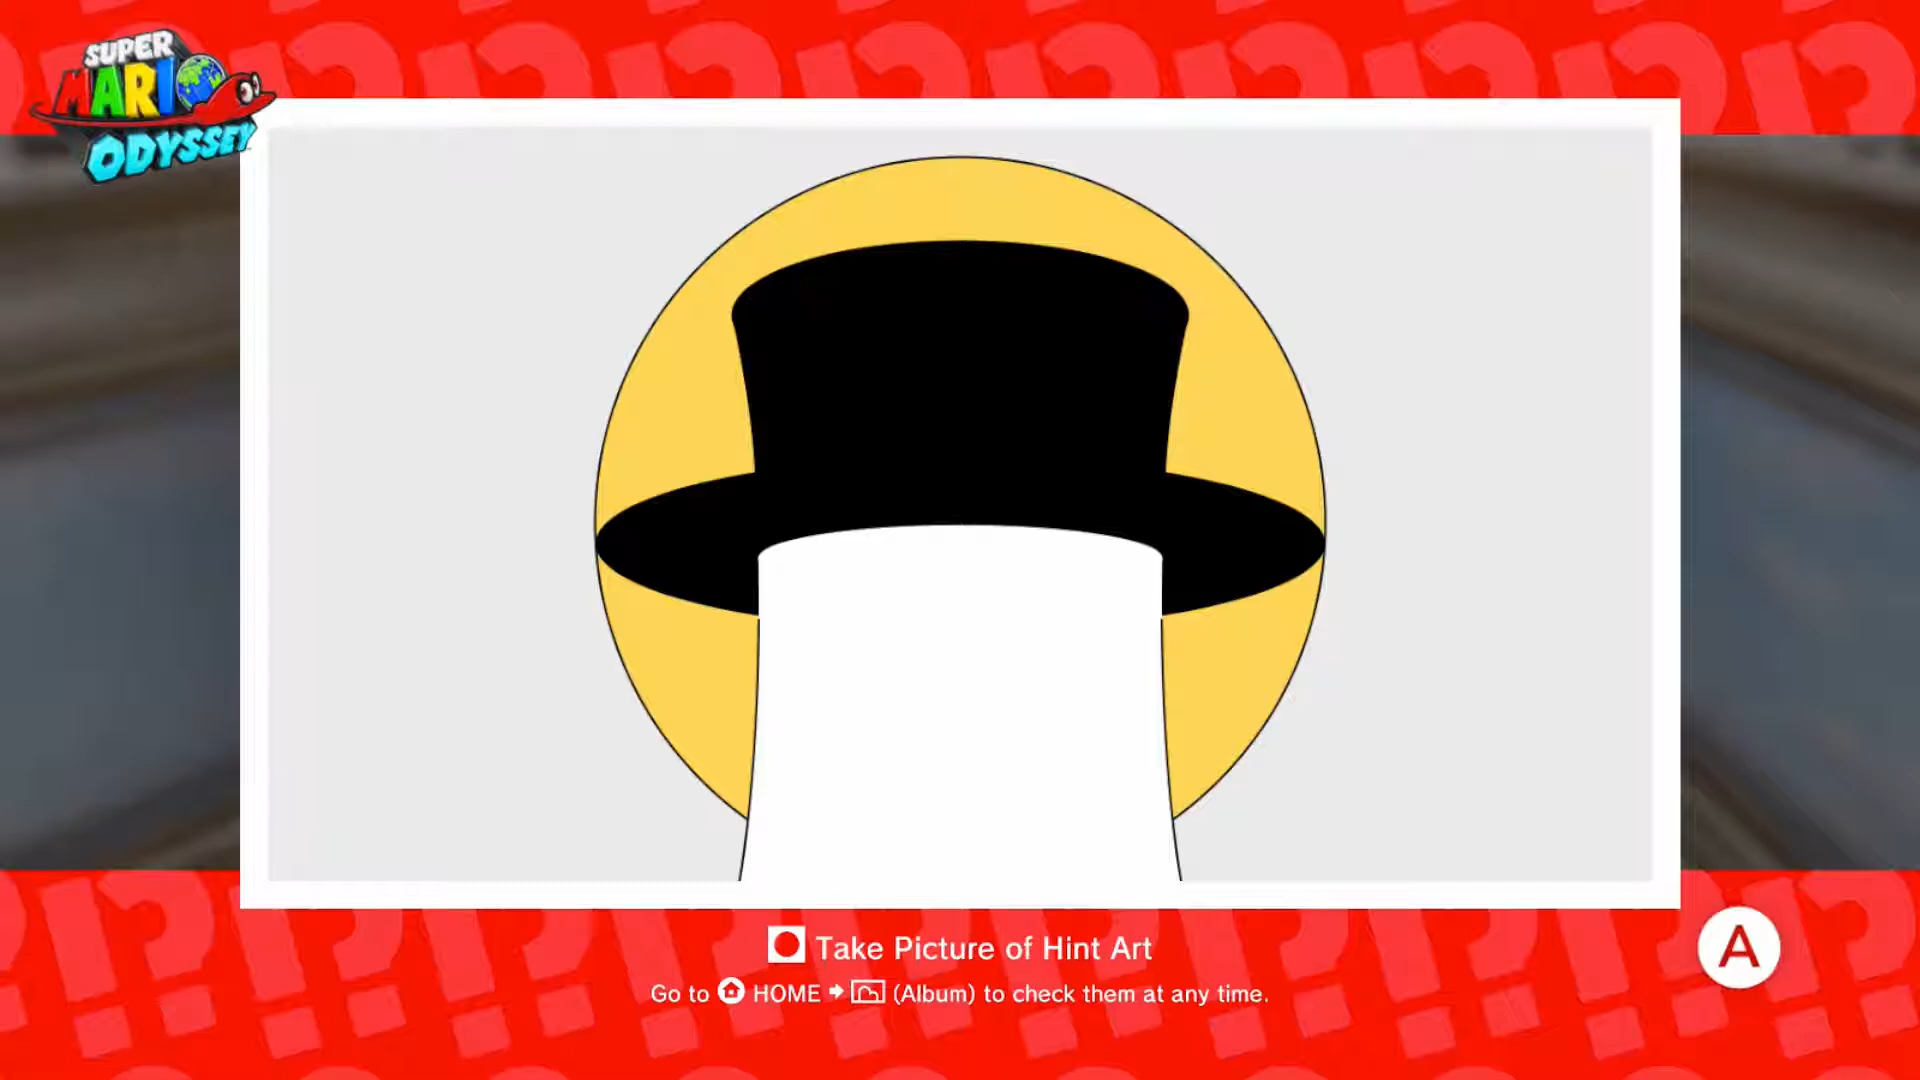 SUPER
MARIO
ODYSSEY
Take Picture of Hint Art
Go to HOME → (Album) to check them at any time.
A